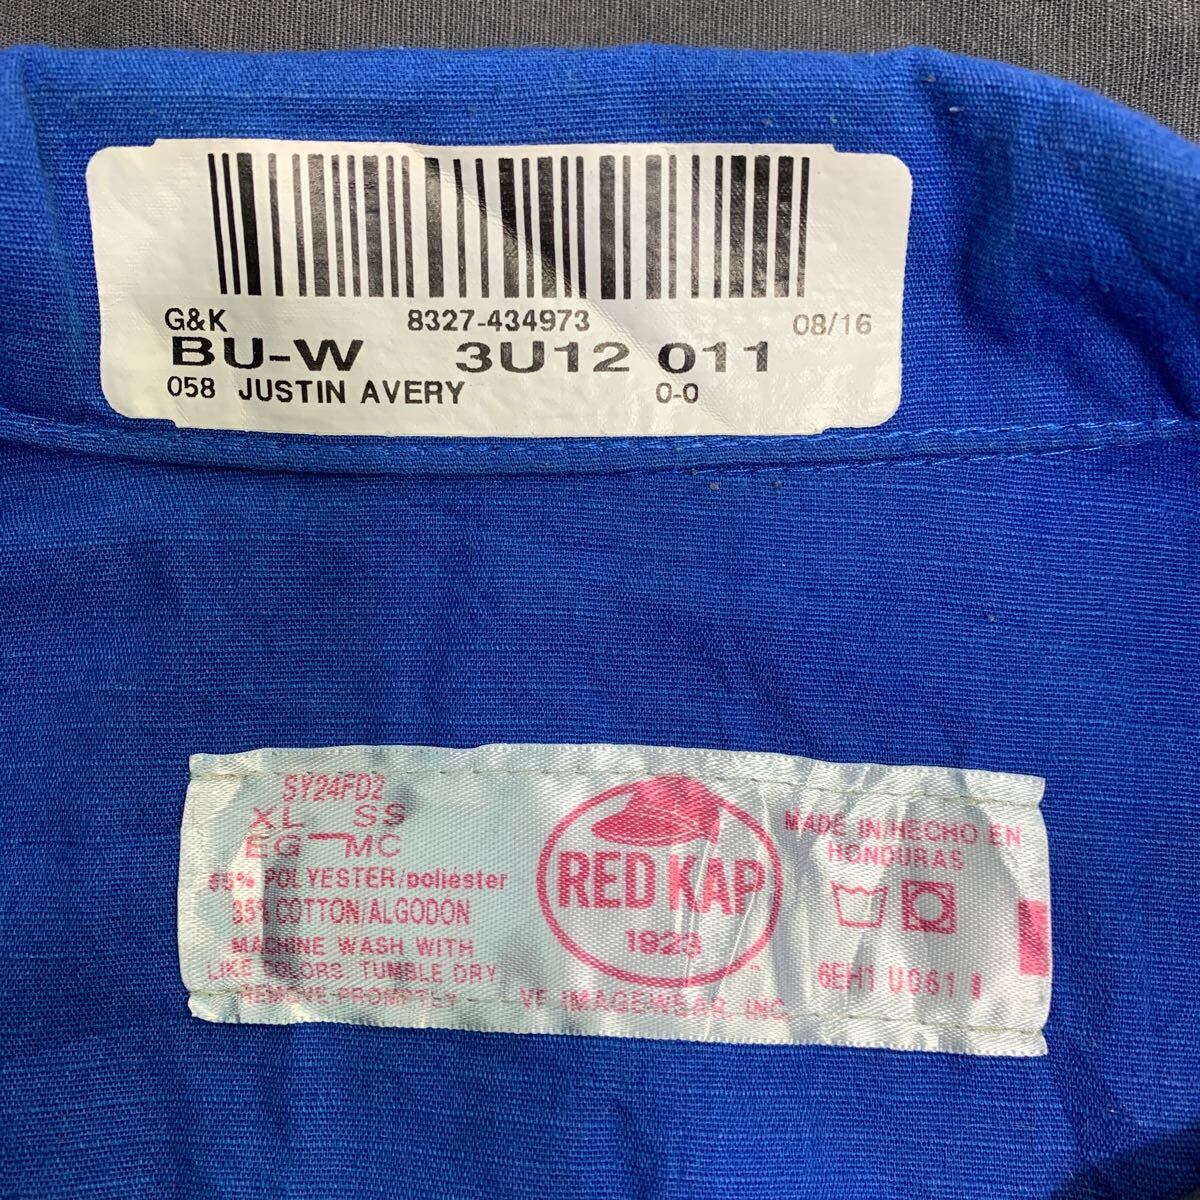 G&K 8327-434973 08/16
BU-W 3U12 011
058 JUSTIN AVERY 0-0
SY24FD2
XL SS
EG MC
65% POLYESTER/poliester
35% COTTON/ALGODON
MACHINE WASH WITH
LIKE COLORS TUMBLE DRY
REMOVE PROMPTLY
RED KAP
1923
VF IMAGEWEAR, INC.
MADE IN/HECHO EN
HONDURAS
6EH1 U061